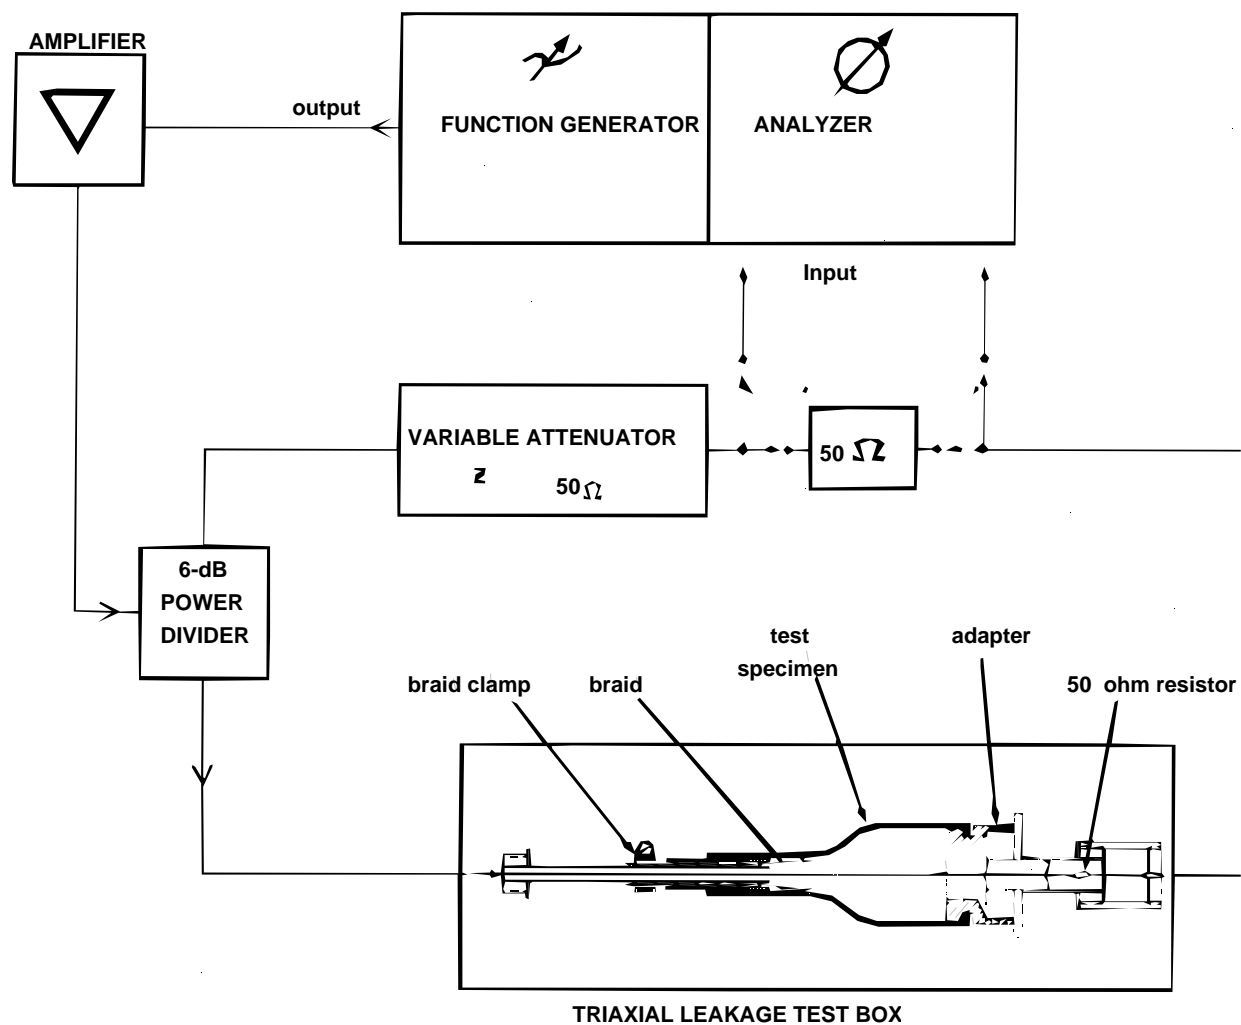 AMPLIFIER
output
FUNCTION GENERATOR
ANALYZER
Input
VARIABLE ATTENUATOR
Z
50Ω
50 Ω
6-dB
POWER
DIVIDER
test
specimen
adapter
braid clamp
braid
50 ohm resistor
TRIAXIAL LEAKAGE TEST BOX